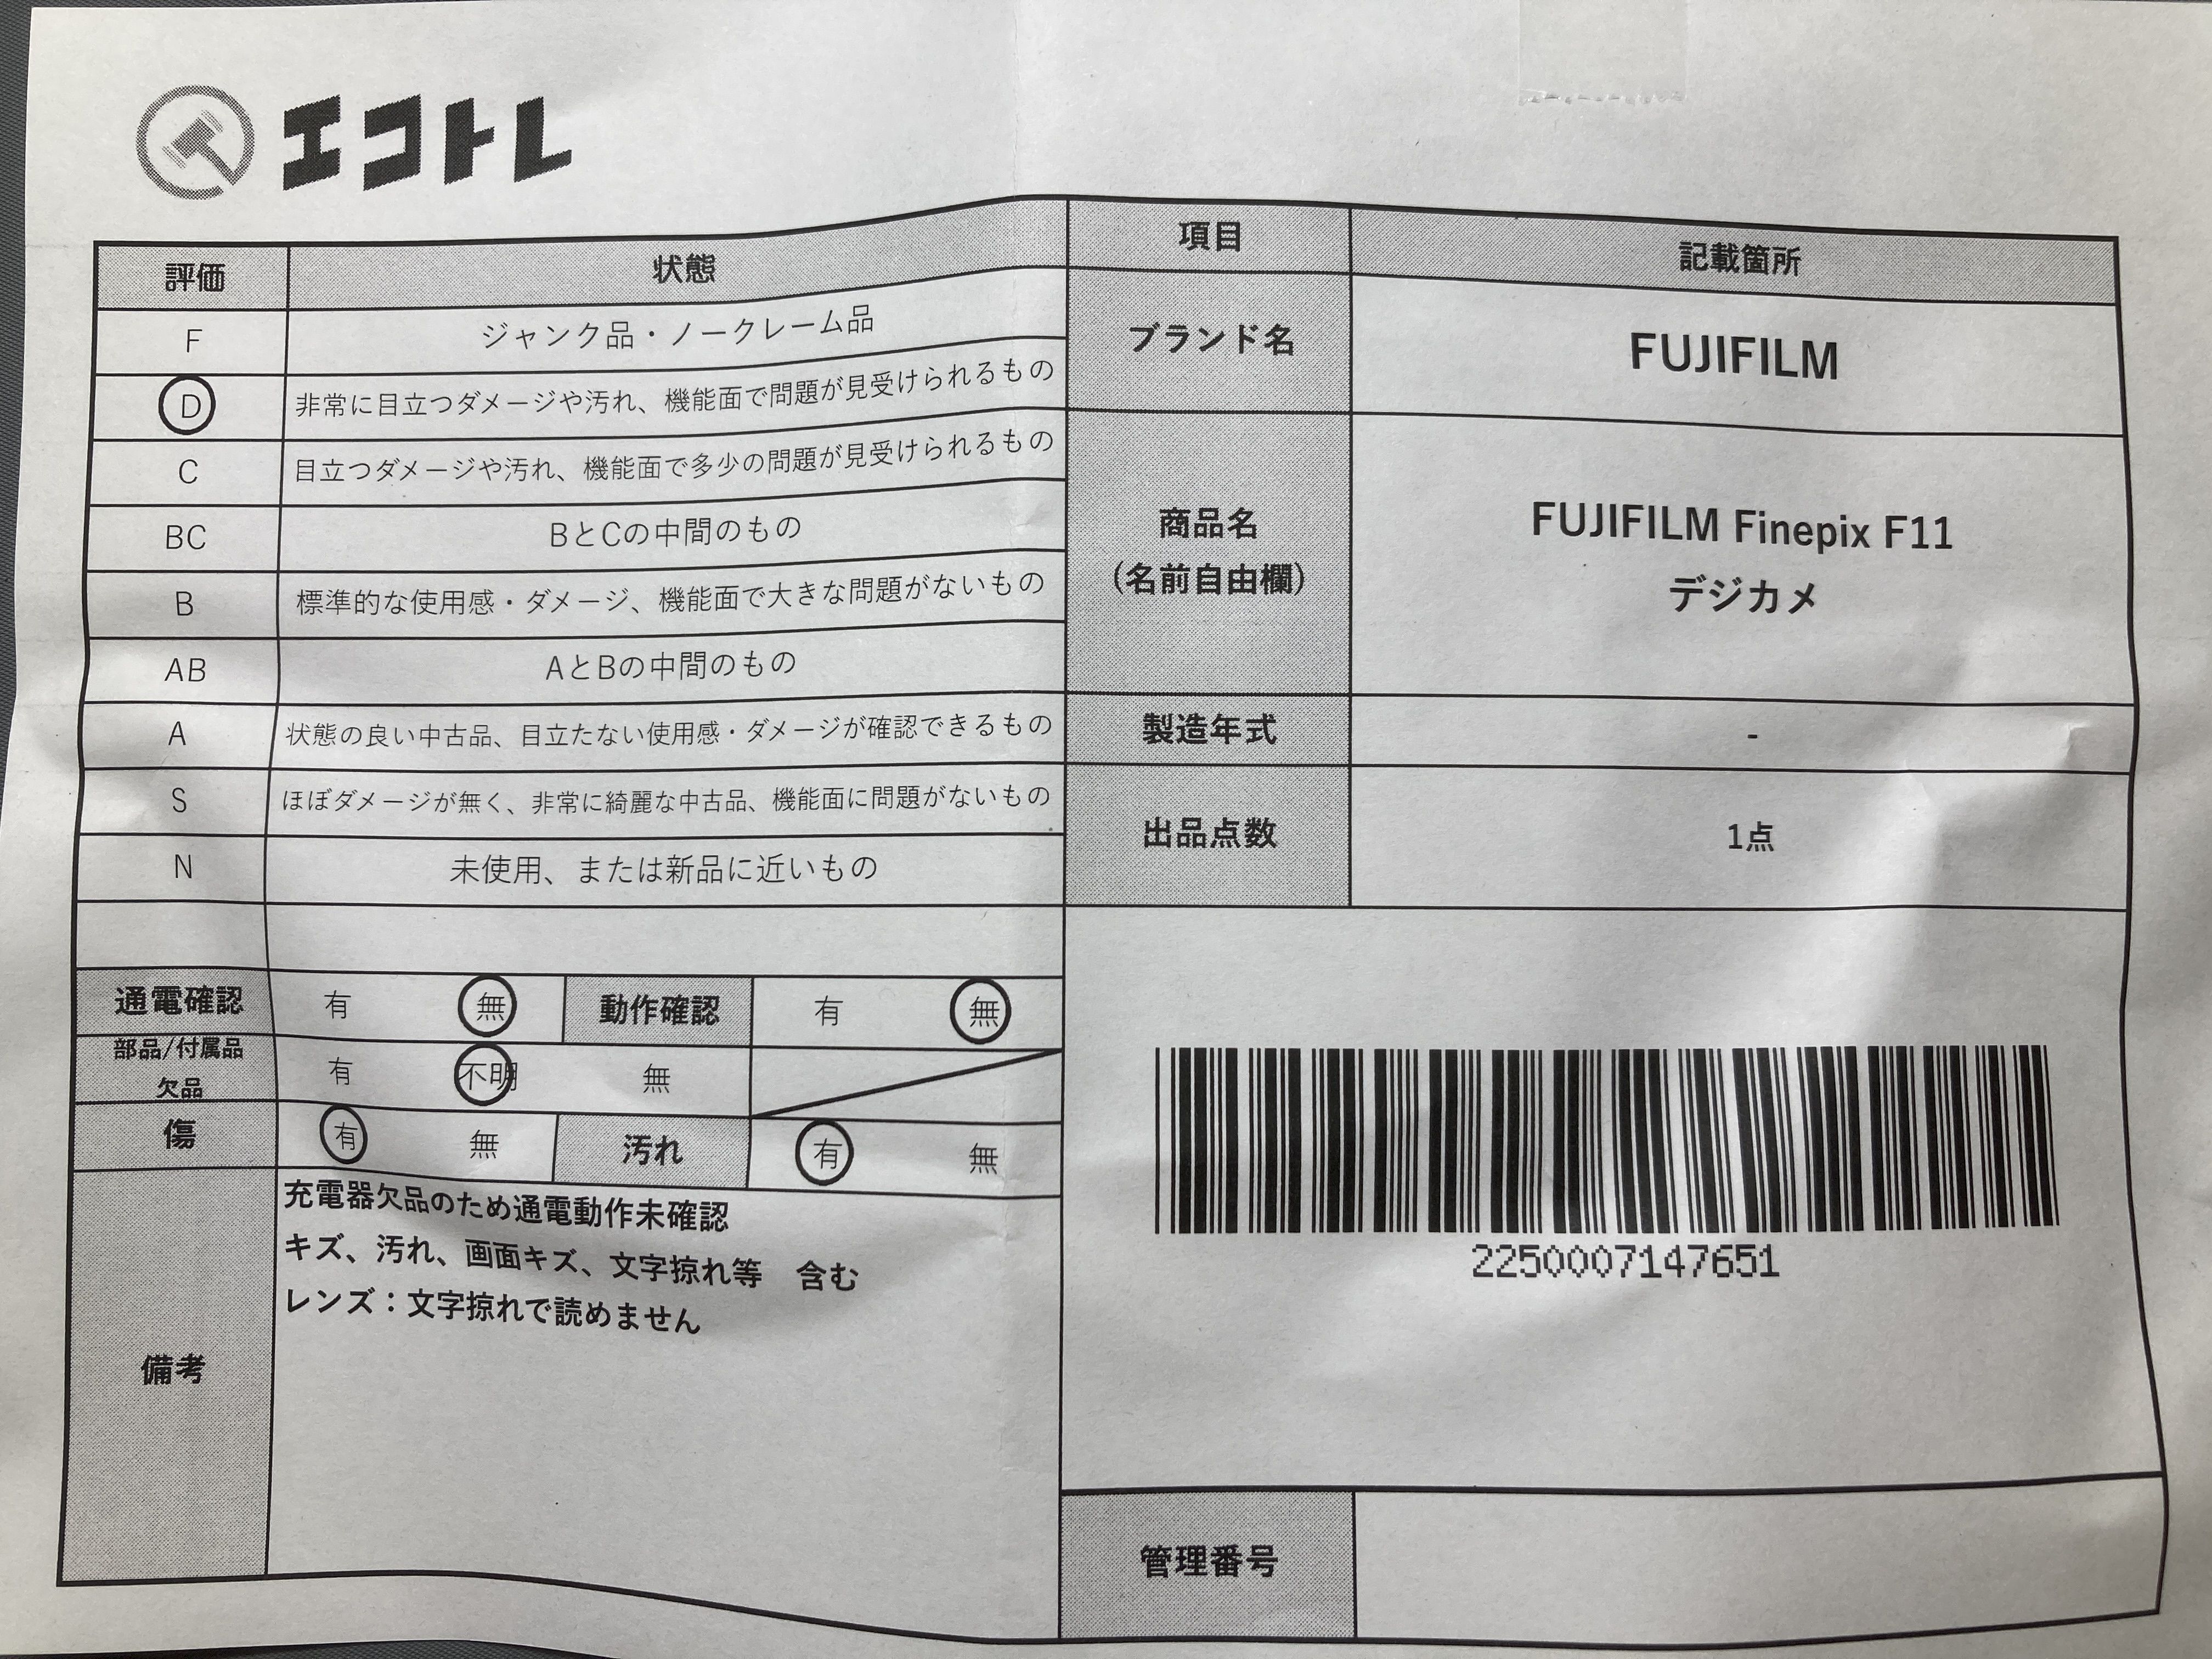 エコトレ
評価 状態
F ジャンク品・ノークレーム品
D 非常に目立つダメージや汚れ、機能面で問題が見受けられるもの
C 目立つダメージや汚れ、機能面で多少の問題が見受けられるもの
BC BとCの中間のもの
B 標準的な使用感・ダメージ、機能面で大きな問題がないもの
AB AとBの中間のもの
A 状態の良い中古品、目立たない使用感・ダメージが確認できるもの
S ほぼダメージが無く、非常に綺麗な中古品、機能面に問題がないもの
N 未使用、または新品に近いもの
通電確認 有 無 動作確認 有 無
部品/付属品
欠品 有 不明 無
傷 有 無 汚れ 有 無
備考
充電器欠品のため通電動作未確認
キズ、汚れ、画面キズ、文字掠れ等 含む
レンズ：文字掠れで読めません
項目 記載箇所
ブランド名 FUJIFILM
商品名
（名前自由欄）
FUJIFILM Finepix F11
デジカメ
製造年式 -
出品点数 1点
2250007147651
管理番号